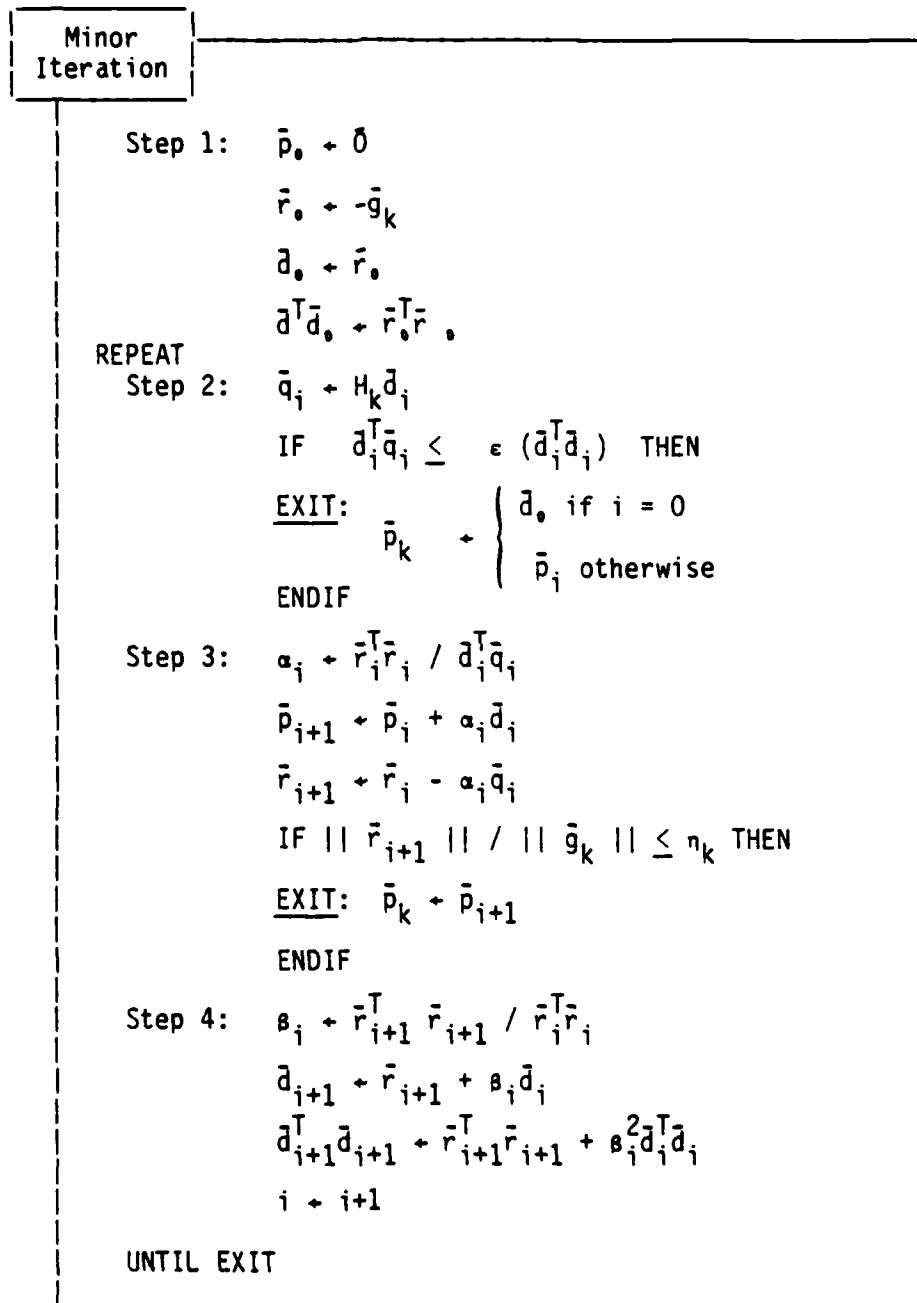 Minor
Iteration
Step 1: p̄₀ ← 0̄
r̄₀ ← -ḡ_k
d̄₀ ← r̄₀
d̄ᵀd̄₀ ← r̄₀ᵀr̄₀
REPEAT
Step 2: q̄_i ← H_k d̄_i
IF d̄_iᵀq̄_i ≤ ε (d̄_iᵀd̄_i) THEN
EXIT: p̄_k ← { d̄₀ if i = 0
p̄_i otherwise
ENDIF
Step 3: α_i ← r̄_iᵀr̄_i / d̄_iᵀq̄_i
p̄_{i+1} ← p̄_i + α_i d̄_i
r̄_{i+1} ← r̄_i - α_i q̄_i
IF || r̄_{i+1} || / || ḡ_k || ≤ η_k THEN
EXIT: p̄_k ← p̄_{i+1}
ENDIF
Step 4: β_i ← r̄_{i+1}ᵀ r̄_{i+1} / r̄_iᵀr̄_i
d̄_{i+1} ← r̄_{i+1} + β_i d̄_i
d̄_{i+1}ᵀd̄_{i+1} ← r̄_{i+1}ᵀr̄_{i+1} + β_i²d̄_iᵀd̄_i
i ← i+1
UNTIL EXIT